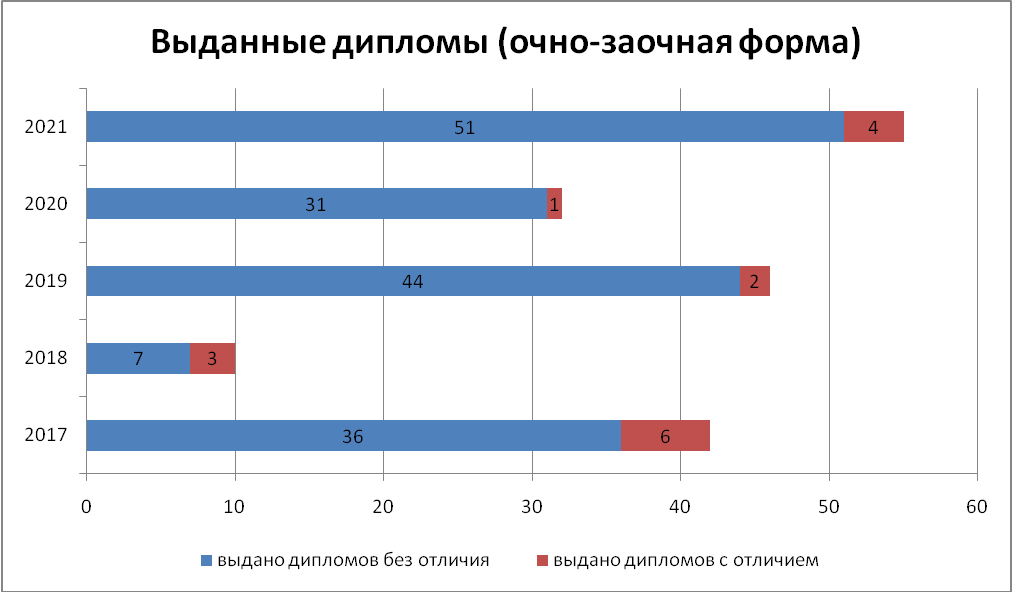 Выданные дипломы (очно-заочная форма)
2021 51 4
2020 31 1
2019 44 2
2018 7 3
2017 36 6
0 10 20 30 40 50 60
выдано дипломов без отличия выдано дипломов с отличием